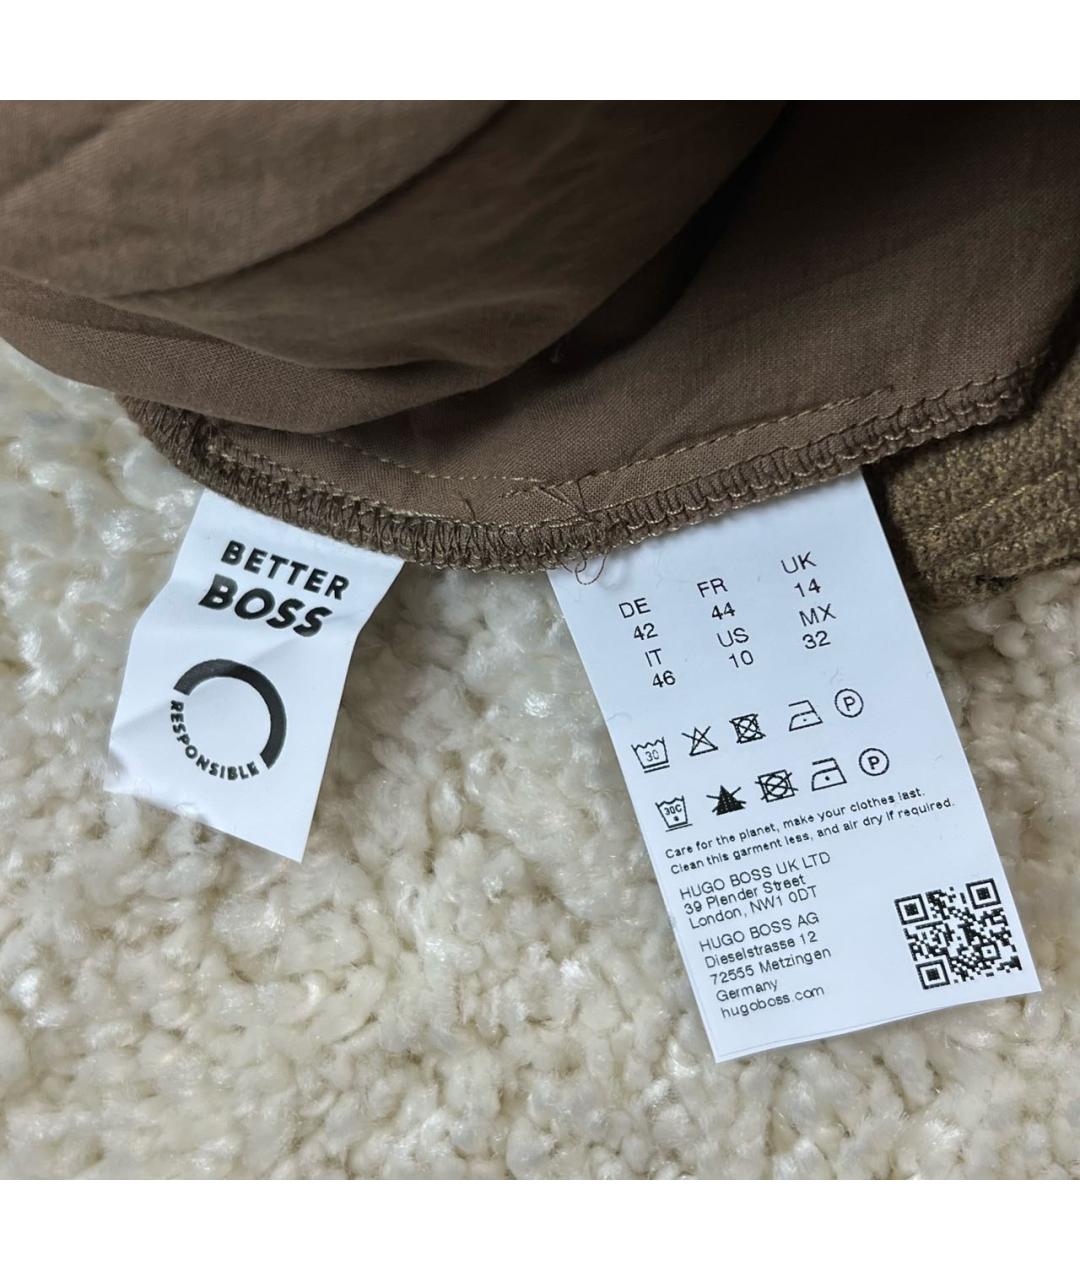 BETTER
BOSS
RESPONSIBLE
DE FR UK
42 44 14
IT US MX
46 10 32
30 P
30C P
Care for the planet, make your clothes last.
Clean this garment less, and air dry if required.
HUGO BOSS UK LTD
39 Plender Street
London, NW1 0DT
HUGO BOSS AG
Dieselstrasse 12
72555 Metzingen
Germany
hugoboss.com